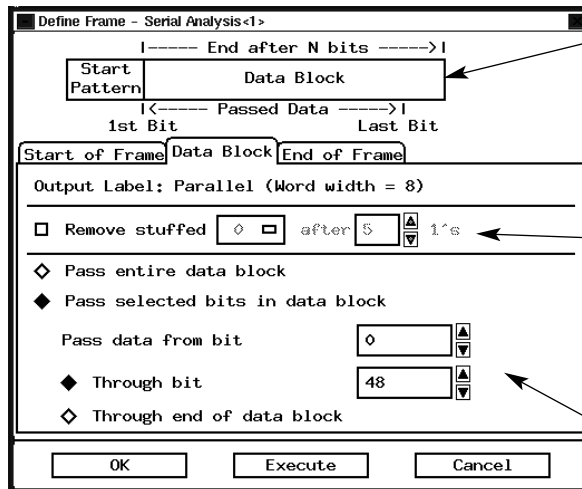 Define Frame - Serial Analysis<1>
|----- End after N bits ----->|
Start Pattern
Data Block
|<----- Passed Data ----->|
1st Bit Last Bit
Start of Frame Data Block End of Frame
Output Label: Parallel (Word width = 8)
Remove stuffed 0 after 5 1's
Pass entire data block
Pass selected bits in data block
Pass data from bit 0
Through bit 48
Through end of data block
OK Execute Cancel